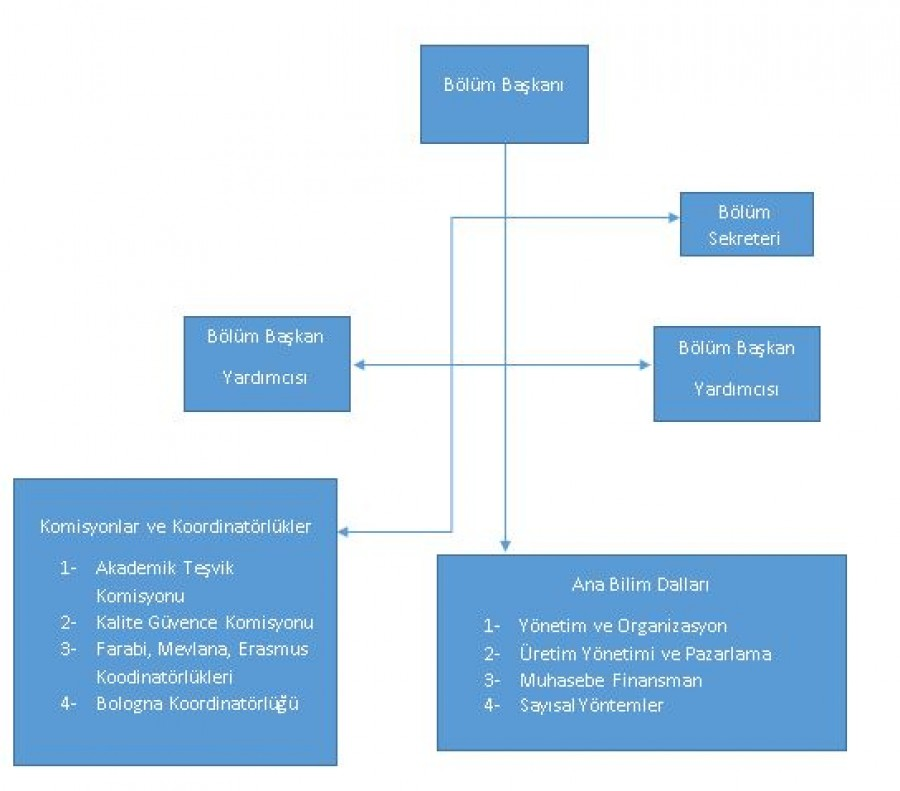 Bölüm Başkanı
Bölüm
Sekreteri
Bölüm Başkan
Yardımcısı
Bölüm Başkan
Yardımcısı
Komisyonlar ve Koordinatörlükler
1- Akademik Teşvik
Komisyonu
2- Kalite Güvence Komisyonu
3- Farabi, Mevlana, Erasmus
Koodinatörlükleri
4- Bologna Koordinatörlüğü
Ana Bilim Dalları
1- Yönetim ve Organizasyon
2- Üretim Yönetimi ve Pazarlama
3- Muhasebe Finansman
4- Sayısal Yöntemler